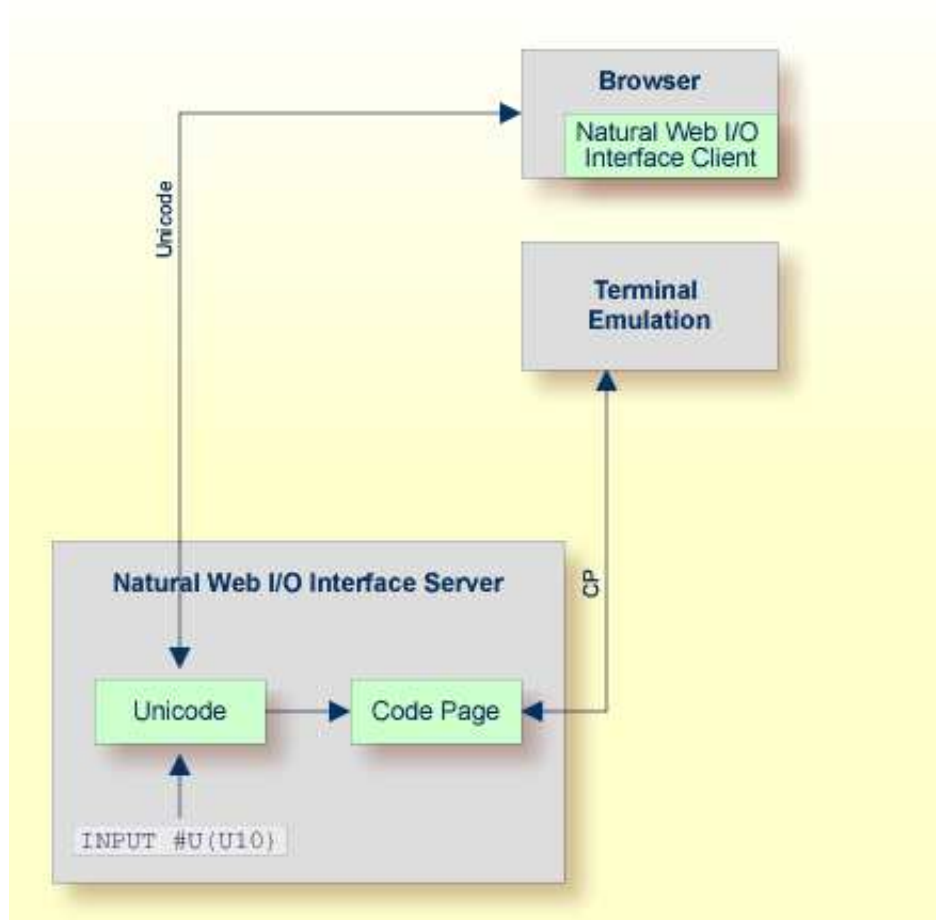 Browser
Natural Web I/O
Interface Client
Unicode
Terminal
Emulation
CP
Natural Web I/O Interface Server
Unicode
Code Page
INPUT #U(U10)